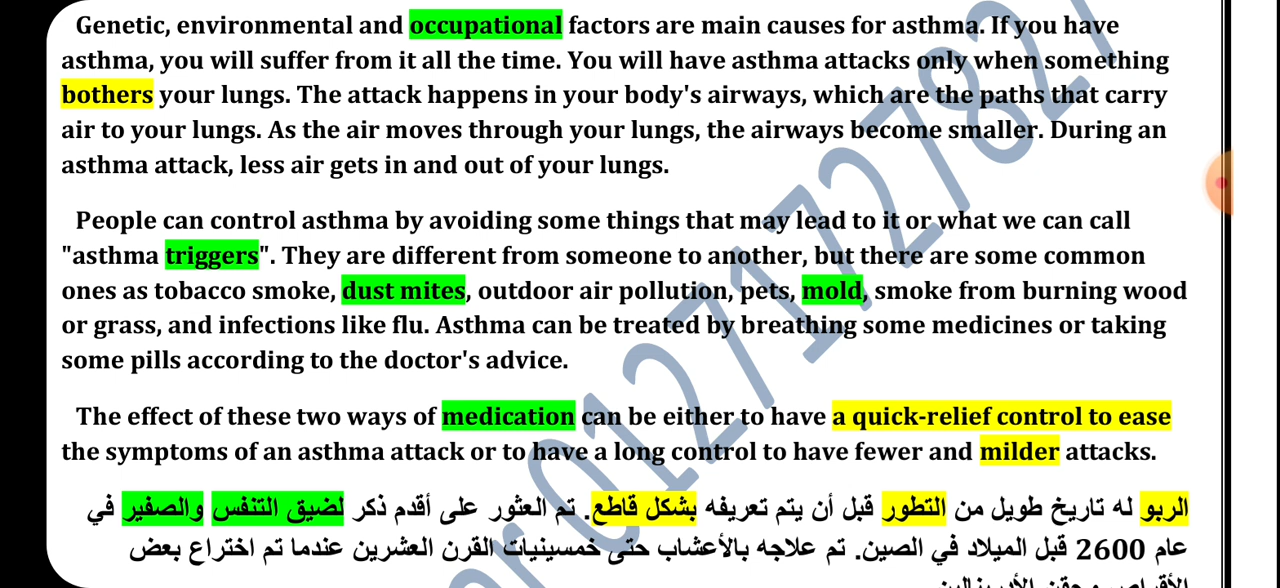 Genetic, environmental and occupational factors are main causes for asthma. If you have
asthma, you will suffer from it all the time. You will have asthma attacks only when something
bothers your lungs. The attack happens in your body's airways, which are the paths that carry
air to your lungs. As the air moves through your lungs, the airways become smaller. During an
asthma attack, less air gets in and out of your lungs.
People can control asthma by avoiding some things that may lead to it or what we can call
"asthma triggers". They are different from someone to another, but there are some common
ones as tobacco smoke, dust mites, outdoor air pollution, pets, mold, smoke from burning wood
or grass, and infections like flu. Asthma can be treated by breathing some medicines or taking
some pills according to the doctor's advice.
The effect of these two ways of medication can be either to have a quick-relief control to ease
the symptoms of an asthma attack or to have a long control to have fewer and milder attacks.
الربو له تاريخ طويل من التطور قبل أن يتم تعريفه بشكل قاطع. تم العثور على أقدم ذكر لضيق التنفس والصفير في
عام 2600 قبل الميلاد في الصين. تم علاجه بالأعشاب حتى خمسينيات القرن العشرين عندما تم اختراع بعض
r 01271727827